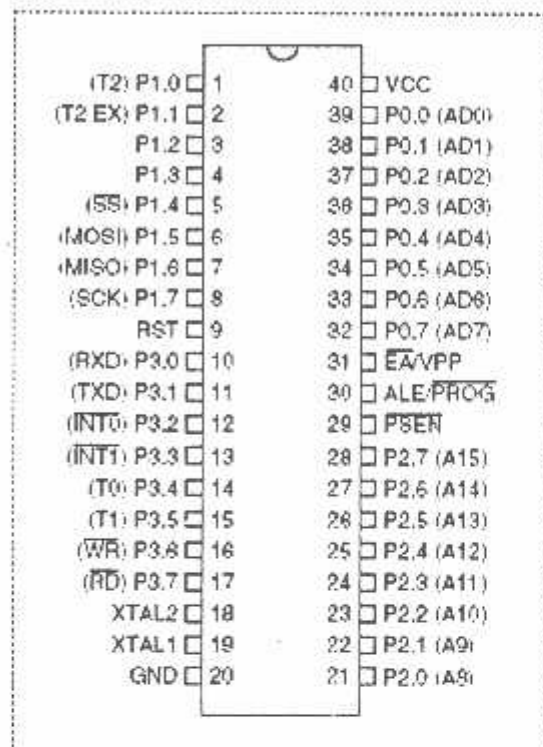 (T2) P1.0 1 40 VCC
(T2 EX) P1.1 2 39 P0.0 (AD0)
P1.2 3 38 P0.1 (AD1)
P1.3 4 37 P0.2 (AD2)
(SS) P1.4 5 36 P0.3 (AD3)
(MOSI) P1.5 6 35 P0.4 (AD4)
(MISO) P1.6 7 34 P0.5 (AD5)
(SCK) P1.7 8 33 P0.6 (AD6)
RST 9 32 P0.7 (AD7)
(RXD) P3.0 10 31 EA/VPP
(TXD) P3.1 11 30 ALE/PROG
(INT0) P3.2 12 29 PSEN
(INT1) P3.3 13 28 P2.7 (A15)
(T0) P3.4 14 27 P2.6 (A14)
(T1) P3.5 15 26 P2.5 (A13)
(WR) P3.6 16 25 P2.4 (A12)
(RD) P3.7 17 24 P2.3 (A11)
XTAL2 18 23 P2.2 (A10)
XTAL1 19 22 P2.1 (A9)
GND 20 21 P2.0 (A8)